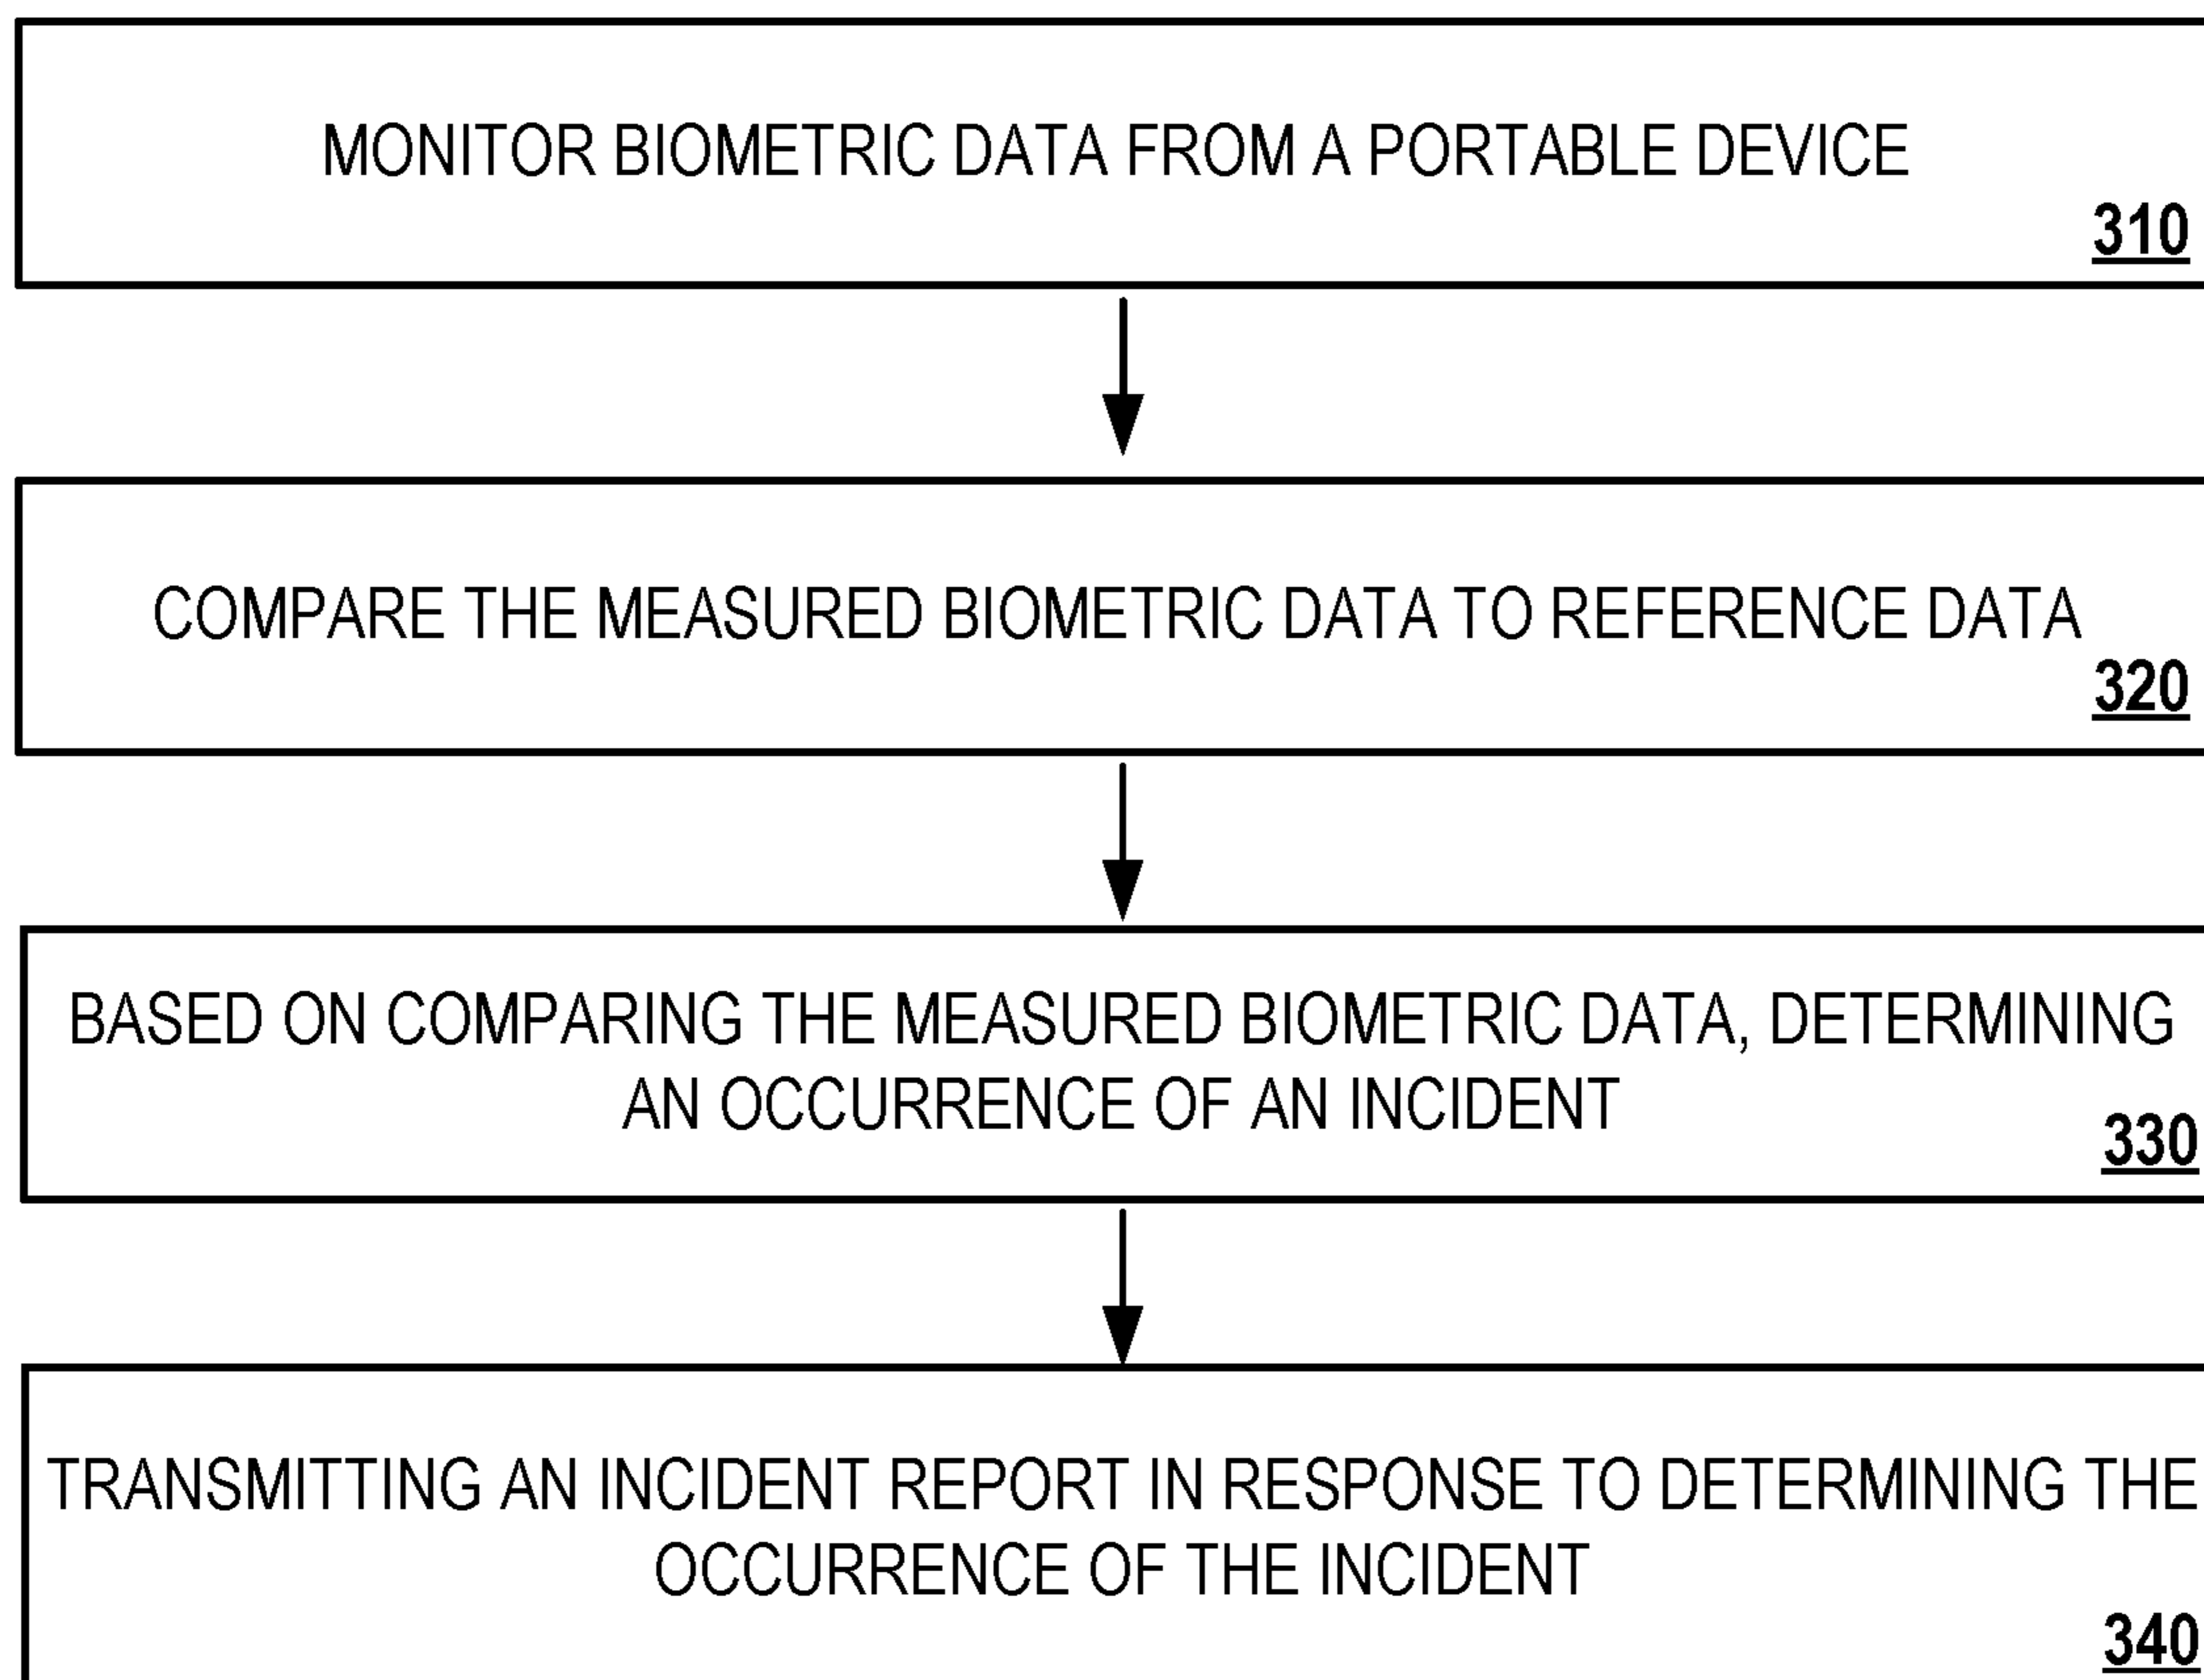 MONITOR BIOMETRIC DATA FROM A PORTABLE DEVICE
310
COMPARE THE MEASURED BIOMETRIC DATA TO REFERENCE DATA
320
BASED ON COMPARING THE MEASURED BIOMETRIC DATA, DETERMINING
AN OCCURRENCE OF AN INCIDENT
330
TRANSMITTING AN INCIDENT REPORT IN RESPONSE TO DETERMINING THE
OCCURRENCE OF THE INCIDENT
340